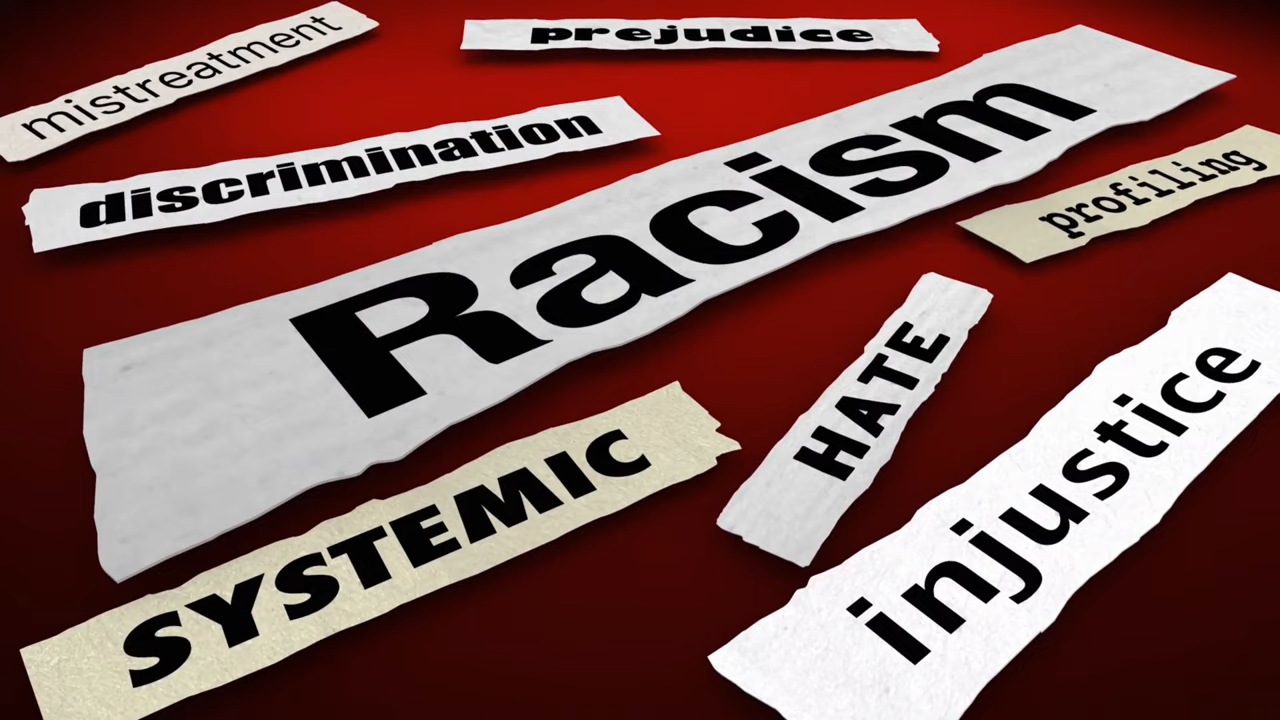 mistreatment
prejudice
discrimination
Racism
profiling
HATE
SYSTEMIC
injustice